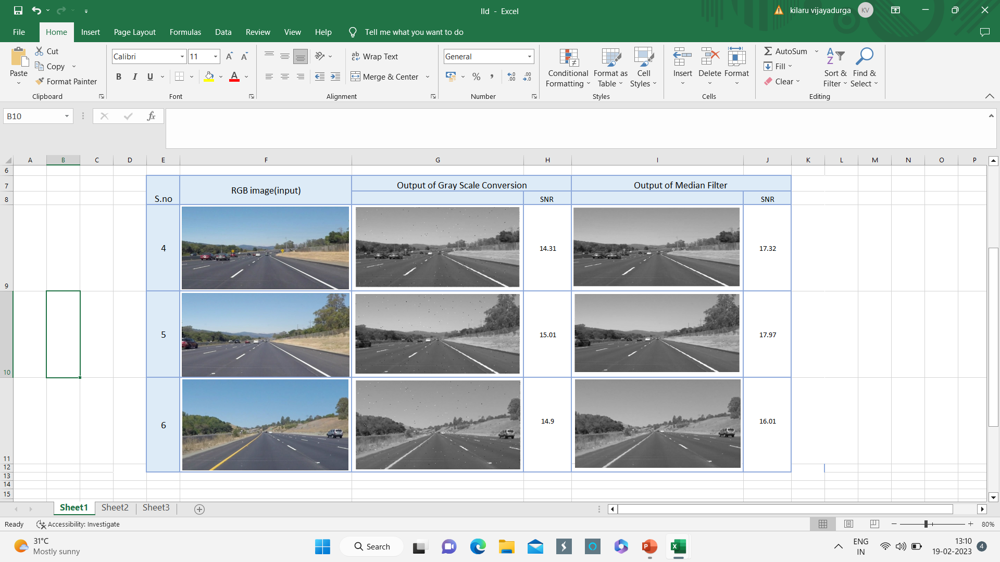 lld - Excel
kilaru vijayadurga
KV
File Home Insert Page Layout Formulas Data Review View Help Tell me what you want to do
Paste
Cut
Copy
Format Painter
Clipboard
Calibri 11
B I U A
Font
Wrap Text
Merge & Center
Alignment
General
% ,
Number
Conditional Formatting
Format as Table
Cell Styles
Styles
Insert Delete Format
Cells
AutoSum
Fill
Clear
Sort & Filter
Find & Select
Editing
B10
fx
A B C D E F G H I J K L M N O P
6
7
8
9
10
11
12
13
14
15
S.no RGB image(input) Output of Gray Scale Conversion Output of Median Filter
SNR SNR
4 14.31 17.32
5 15.01 17.97
6 14.9 16.01
Sheet1 Sheet2 Sheet3
Ready Accessibility: Investigate 80%
31°C
Mostly sunny
Search
ENG
IN
13:10
19-02-2023
4